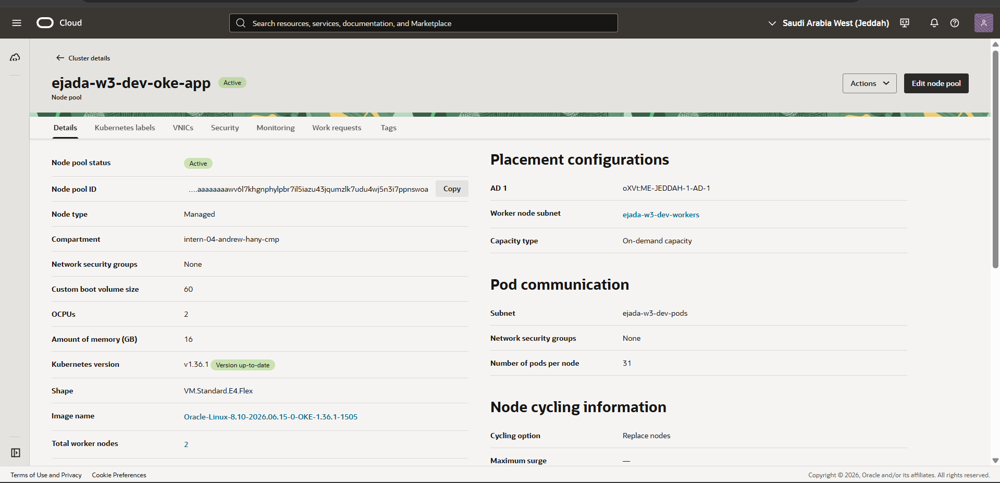 Cloud
Search resources, services, documentation, and Marketplace
Saudi Arabia West (Jeddah)
Cluster details
ejada-w3-dev-oke-app Active
Node pool
Actions
Edit node pool
Details Kubernetes labels VNICs Security Monitoring Work requests Tags
Node pool status Active
Node pool ID ....aaaaaaaawv6l7khgnphylpbr7il5iazu43jqumzlk7udu4wj5n3i7ppnswoa Copy
Node type Managed
Compartment intern-04-andrew-hany-cmp
Network security groups None
Custom boot volume size 60
OCPUs 2
Amount of memory (GB) 16
Kubernetes version v1.36.1 Version up-to-date
Shape VM.Standard.E4.Flex
Image name Oracle-Linux-8.10-2026.06.15-0-OKE-1.36.1-1505
Total worker nodes 2
Placement configurations
AD 1 oXVt:ME-JEDDAH-1-AD-1
Worker node subnet ejada-w3-dev-workers
Capacity type On-demand capacity
Pod communication
Subnet ejada-w3-dev-pods
Network security groups None
Number of pods per node 31
Node cycling information
Cycling option Replace nodes
Maximum surge —
Terms of Use and Privacy Cookie Preferences
Copyright © 2026, Oracle and/or its affiliates. All rights reserved.